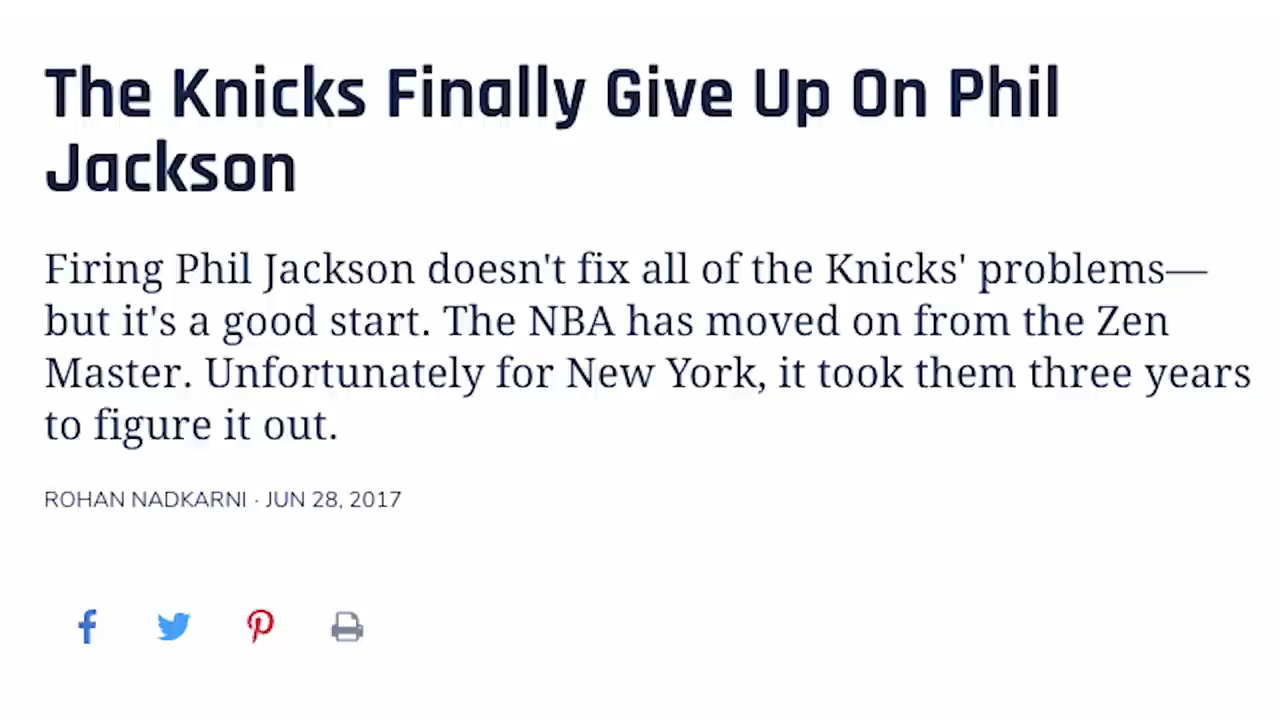 The Knicks Finally Give Up On Phil
Jackson
Firing Phil Jackson doesn't fix all of the Knicks' problems—
but it's a good start. The NBA has moved on from the Zen
Master. Unfortunately for New York, it took them three years
to figure it out.
ROHAN NADKARNI · JUN 28, 2017